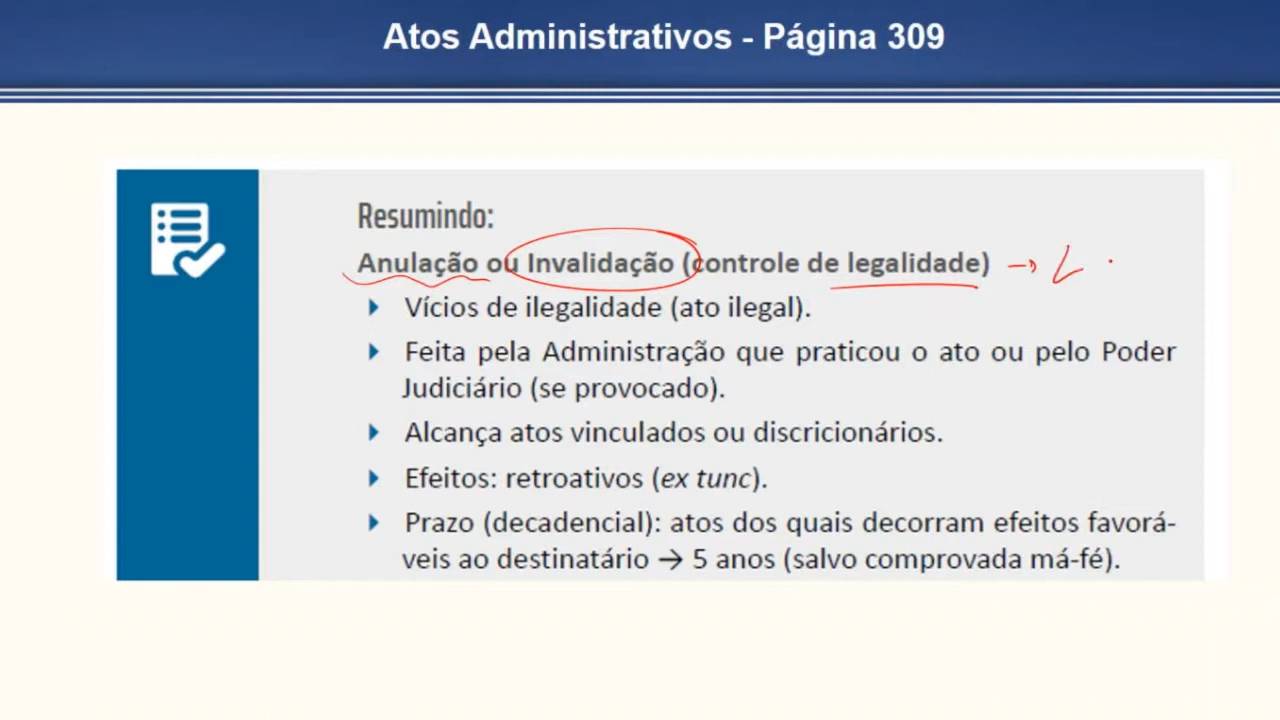 Atos Administrativos - Página 309
Resumindo:
Anulação ou Invalidação (controle de legalidade) → L
Vícios de ilegalidade (ato ilegal).
Feita pela Administração que praticou o ato ou pelo Poder
Judiciário (se provocado).
Alcança atos vinculados ou discricionários.
Efeitos: retroativos (ex tunc).
Prazo (decadencial): atos dos quais decorram efeitos favorá-
veis ao destinatário → 5 anos (salvo comprovada má-fé).